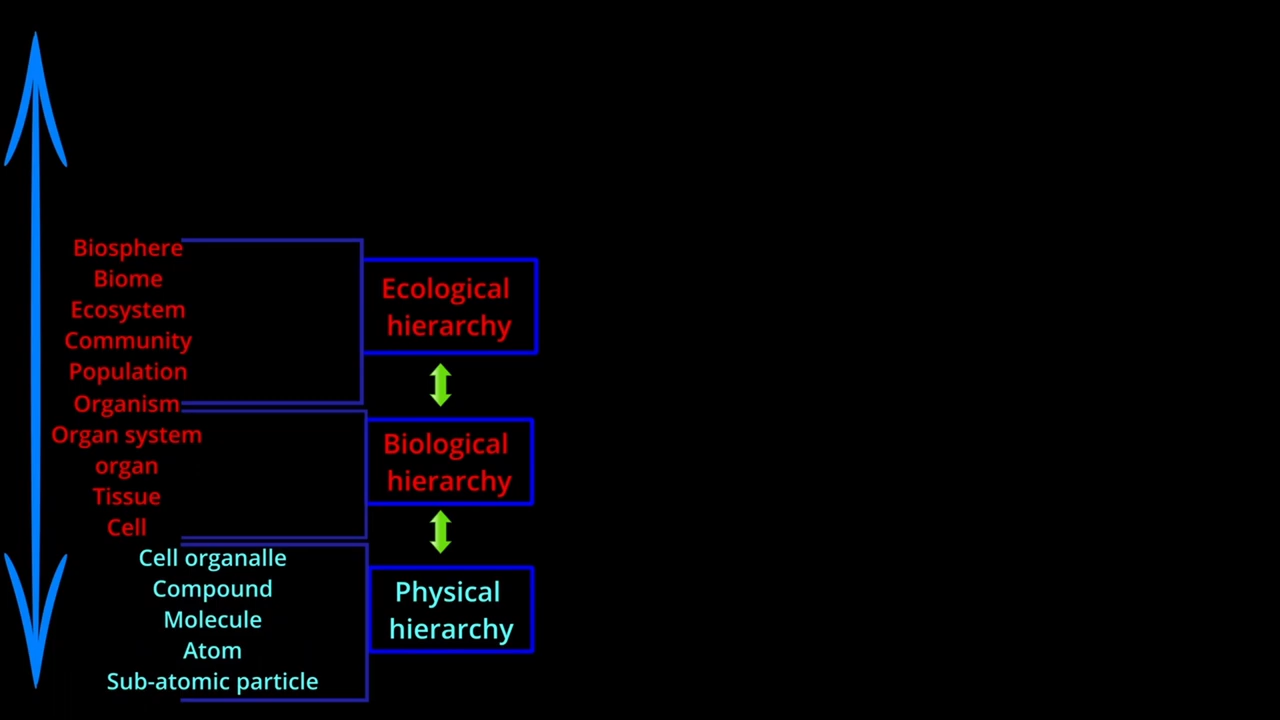 Biosphere
Biome
Ecosystem
Community
Population
Organism
Organ system
organ
Tissue
Cell
Cell organalle
Compound
Molecule
Atom
Sub-atomic particle
Ecological
hierarchy
Biological
hierarchy
Physical
hierarchy